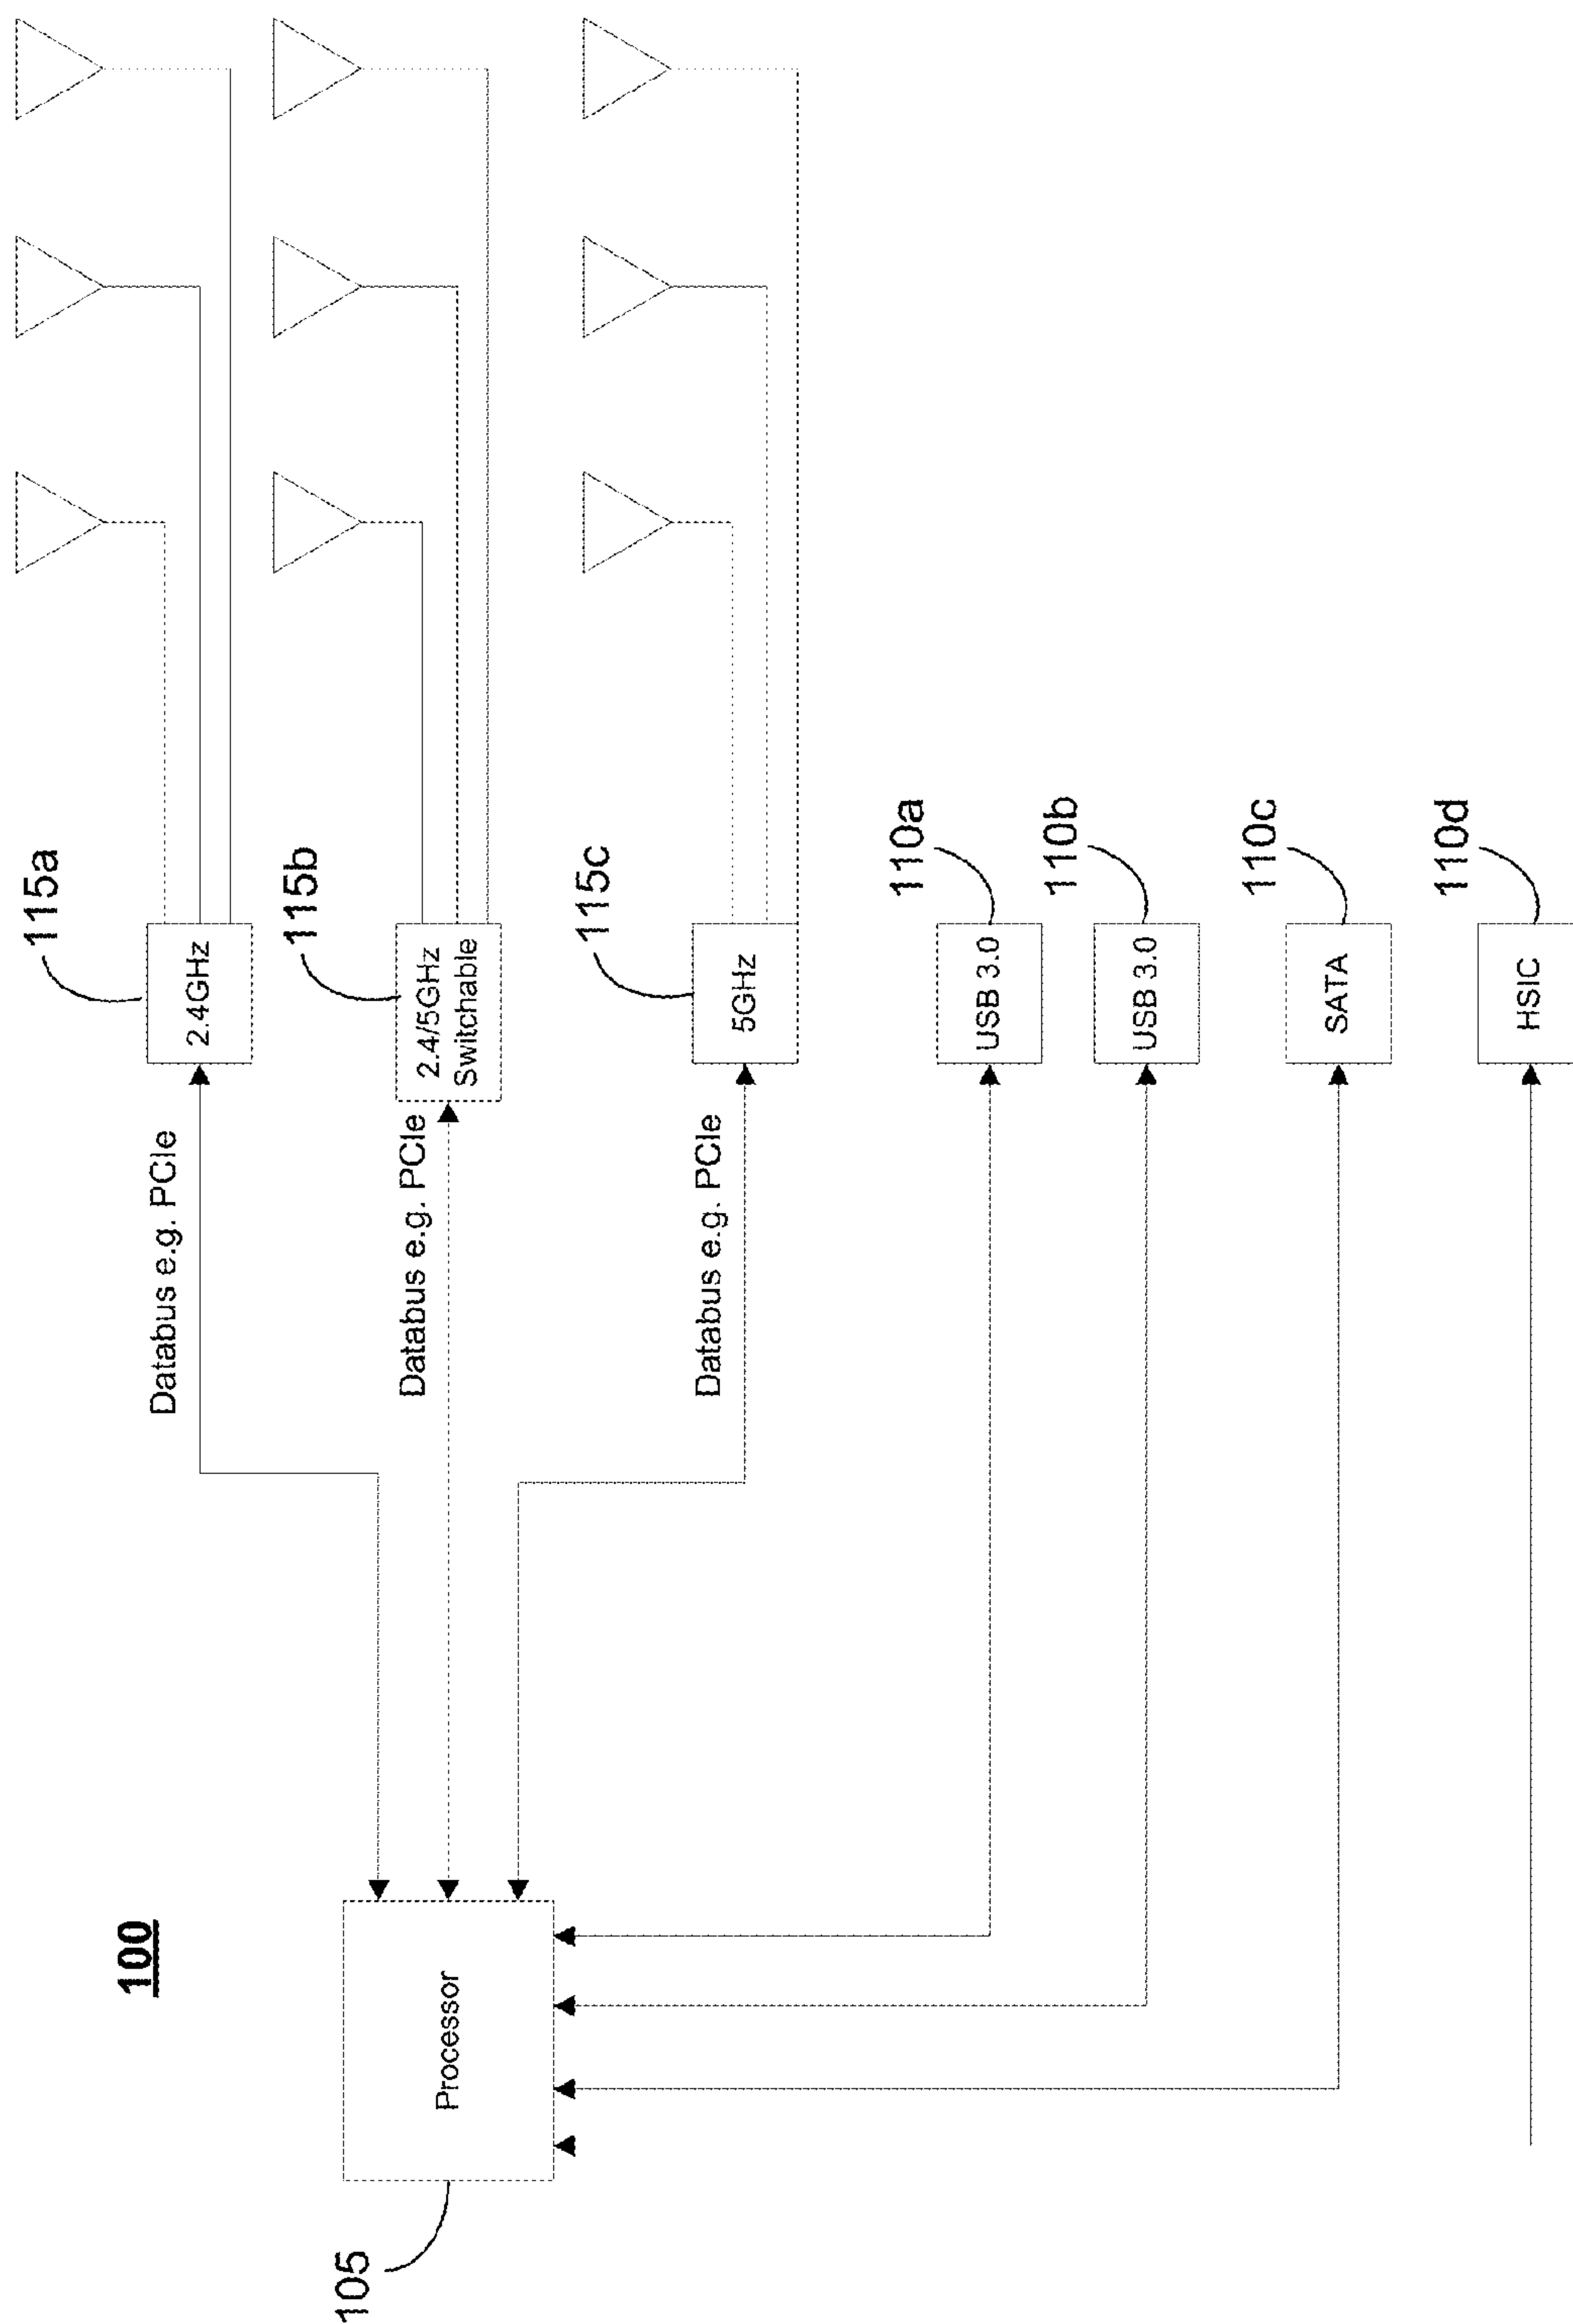 100
105
Processor
Databus e.g. PCIe
Databus e.g. PCIe
Databus e.g. PCIe
115a
2.4GHz
115b
2.4/5GHz
Switchable
115c
5GHz
110a
USB 3.0
110b
USB 3.0
110c
SATA
110d
HSIC